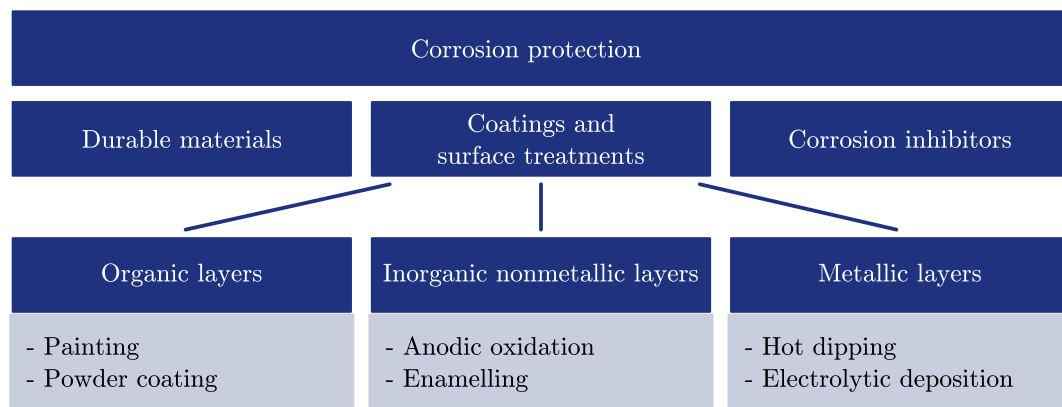 Corrosion protection
Durable materials
Coatings and
surface treatments
Corrosion inhibitors
Organic layers
Inorganic nonmetallic layers
Metallic layers
- Painting
- Powder coating
- Anodic oxidation
- Enamelling
- Hot dipping
- Electrolytic deposition